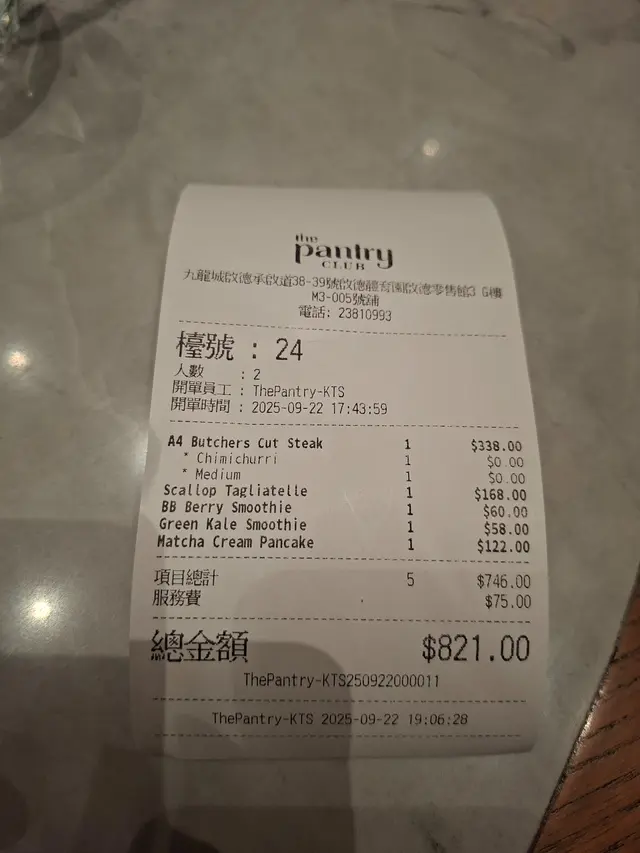 the
pantry
CLUB
九龍城啟德承啟道38-39號啟德體育園啟德零售館3 G樓
M3-005號舖
電話: 23810993
檯號 : 24
人數 : 2
開單員工 : ThePantry-KTS
開單時間 : 2025-09-22 17:43:59
A4 Butchers Cut Steak 1 $338.00
* Chimichurri 1 $0.00
* Medium 1 $0.00
Scallop Tagliatelle 1 $168.00
BB Berry Smoothie 1 $60.00
Green Kale Smoothie 1 $58.00
Matcha Cream Pancake 1 $122.00
項目總計 5 $746.00
服務費 $75.00
總金額 $821.00
ThePantry-KTS250922000011
ThePantry-KTS 2025-09-22 19:06:28